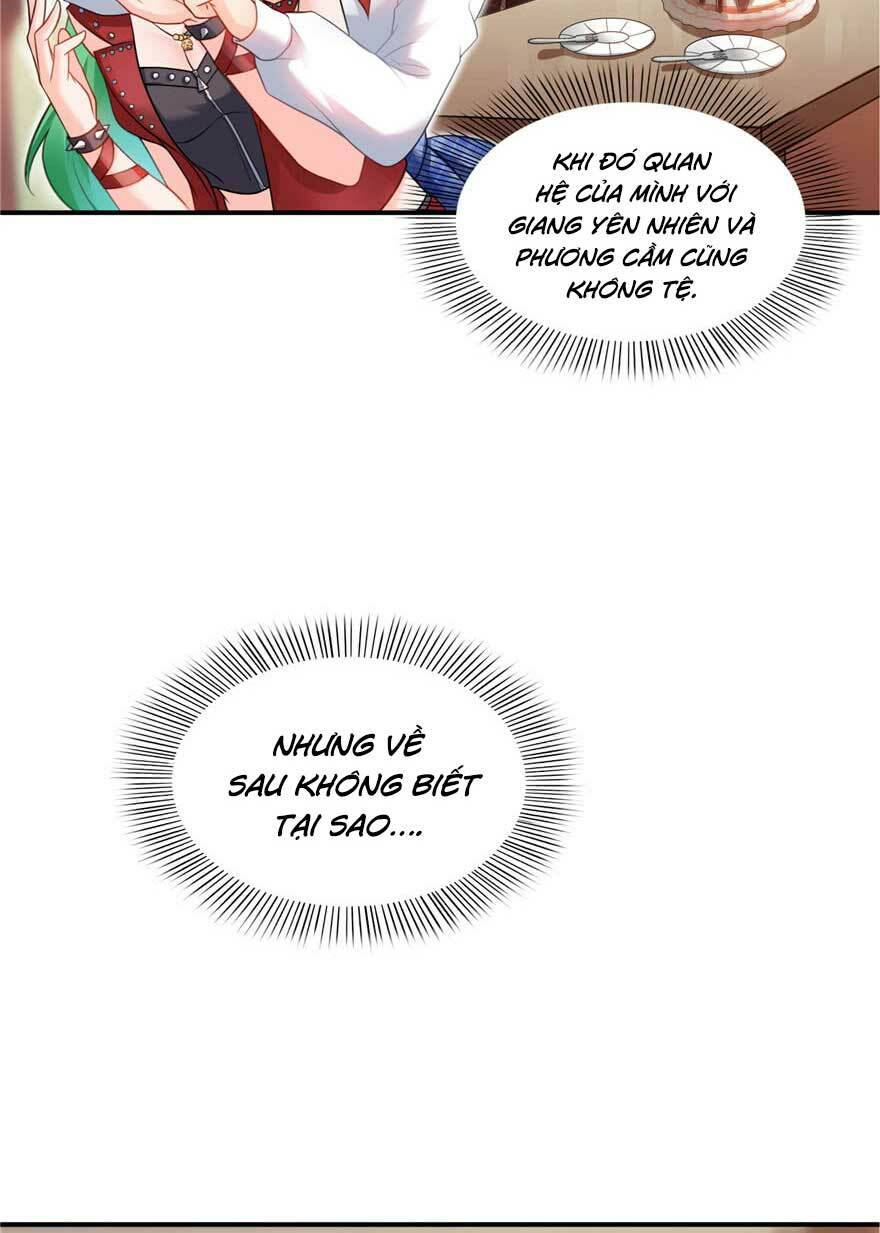 KHI ĐÓ QUAN
HỆ CỦA MÌNH VỚI
GIANG YÊN NHIÊN VÀ
PHƯƠNG CẦM CŨNG
KHÔNG TỆ.
NHƯNG VỀ
SAU KHÔNG BIẾT
TẠI SAO....